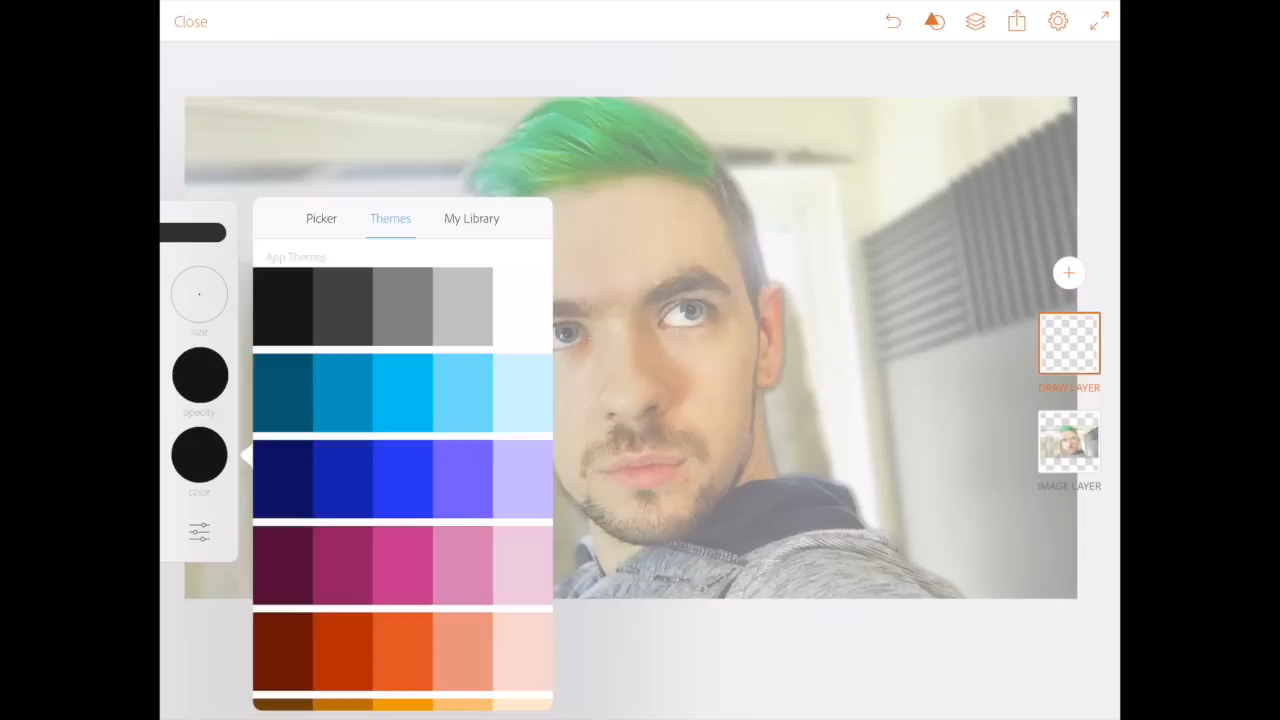 Close
Picker Themes My Library
App Themes
size
opacity
color
DRAW LAYER
IMAGE LAYER